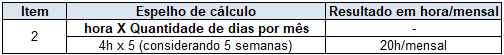 Item Espelho de cálculo Resultado em hora/mensal
2 hora X Quantidade de dias por mês -
4h x 5 (considerando 5 semanas) 20h/mensal